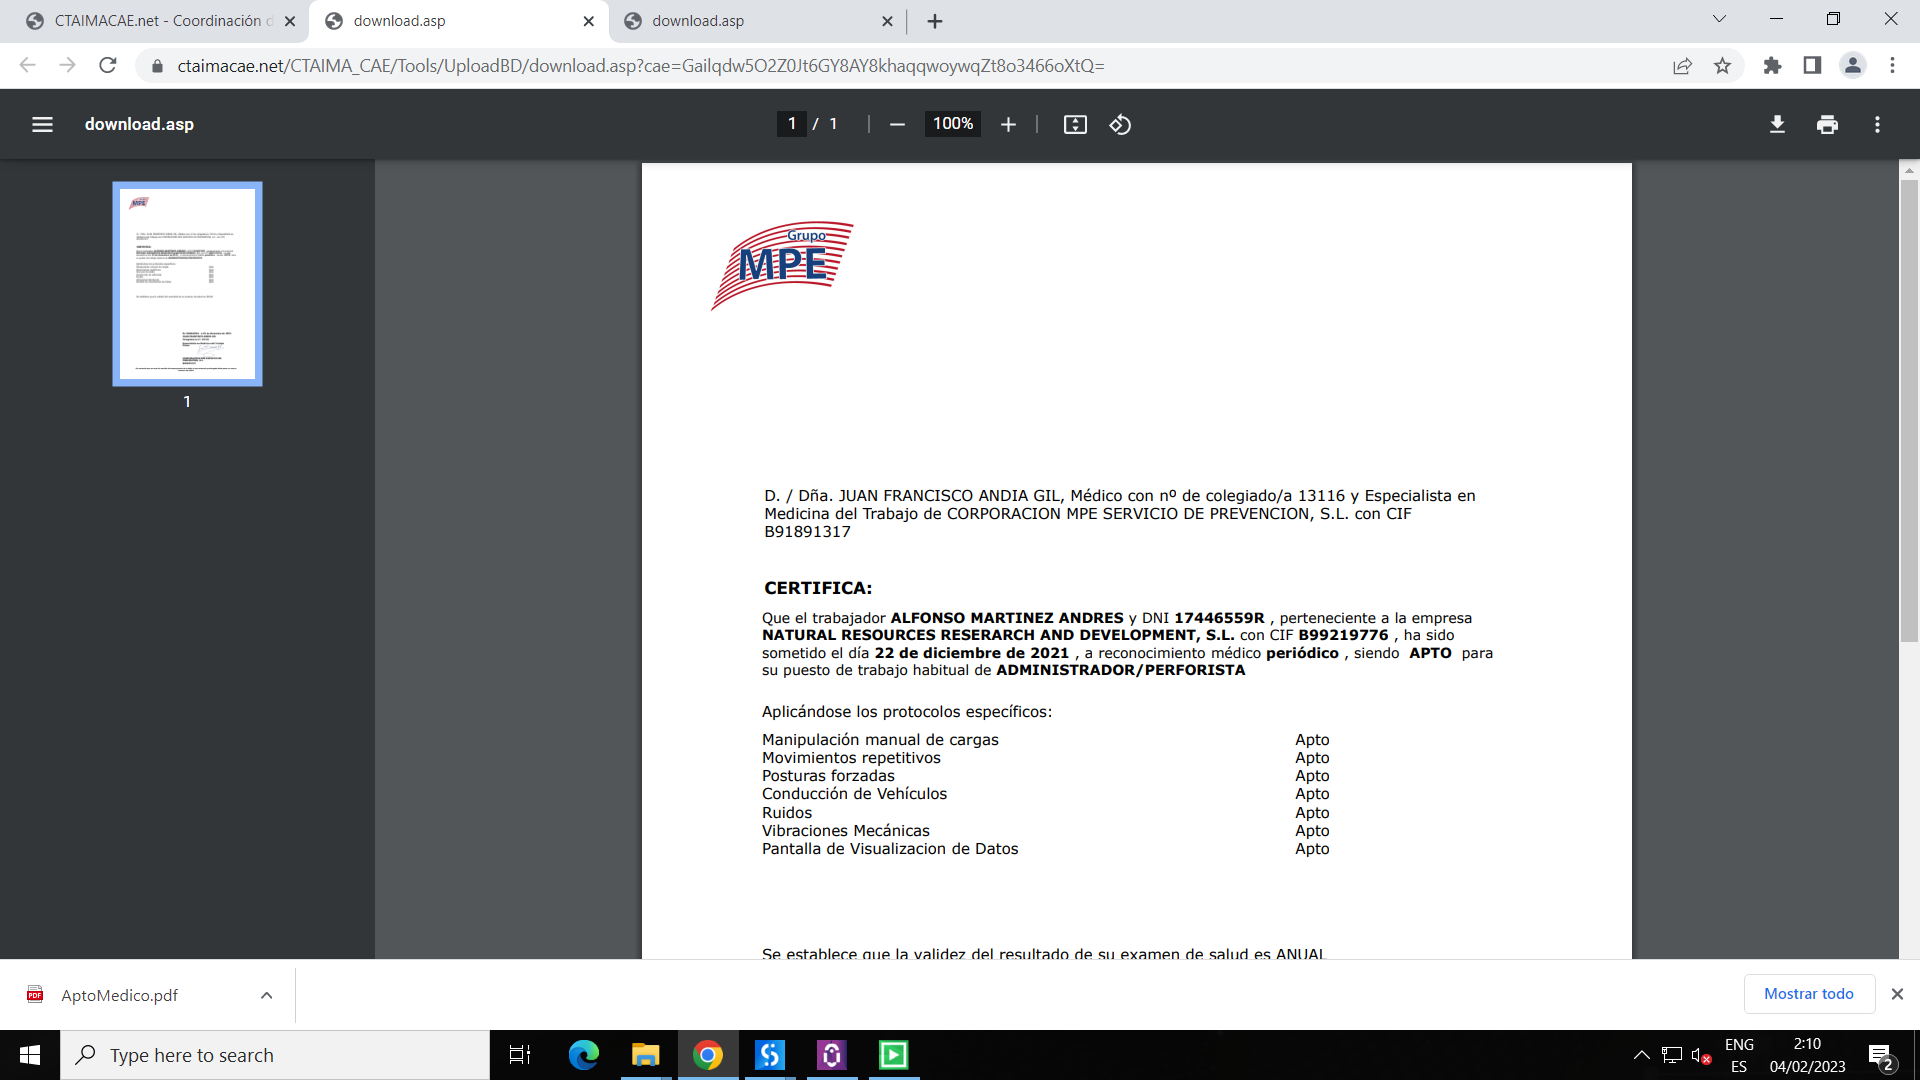 CTAIMACAE.net - Coordinación d
download.asp
download.asp
ctaimacae.net/CTAIMA_CAE/Tools/UploadBD/download.asp?cae=Gailqdw5O2Z0Jt6GY8AY8khaqqwoywqZt8o3466oXtQ=
download.asp
1 / 1
100%
MPE
1
Grupo
MPE
D. / Dña. JUAN FRANCISCO ANDIA GIL, Médico con nº de colegiado/a 13116 y Especialista en
Medicina del Trabajo de CORPORACION MPE SERVICIO DE PREVENCION, S.L. con CIF
B91891317
CERTIFICA:
Que el trabajador ALFONSO MARTINEZ ANDRES y DNI 17446559R , perteneciente a la empresa
NATURAL RESOURCES RESERARCH AND DEVELOPMENT, S.L. con CIF B99219776 , ha sido
sometido el día 22 de diciembre de 2021 , a reconocimiento médico periódico , siendo APTO para
su puesto de trabajo habitual de ADMINISTRADOR/PERFORISTA
Aplicándose los protocolos específicos:
Manipulación manual de cargas Apto
Movimientos repetitivos Apto
Posturas forzadas Apto
Conducción de Vehículos Apto
Ruidos Apto
Vibraciones Mecánicas Apto
Pantalla de Visualizacion de Datos Apto
Se establece que la validez del resultado de su examen de salud es ANUAL
PDF
AptoMedico.pdf
Mostrar todo
Type here to search
ENG
ES
2:10
04/02/2023
2